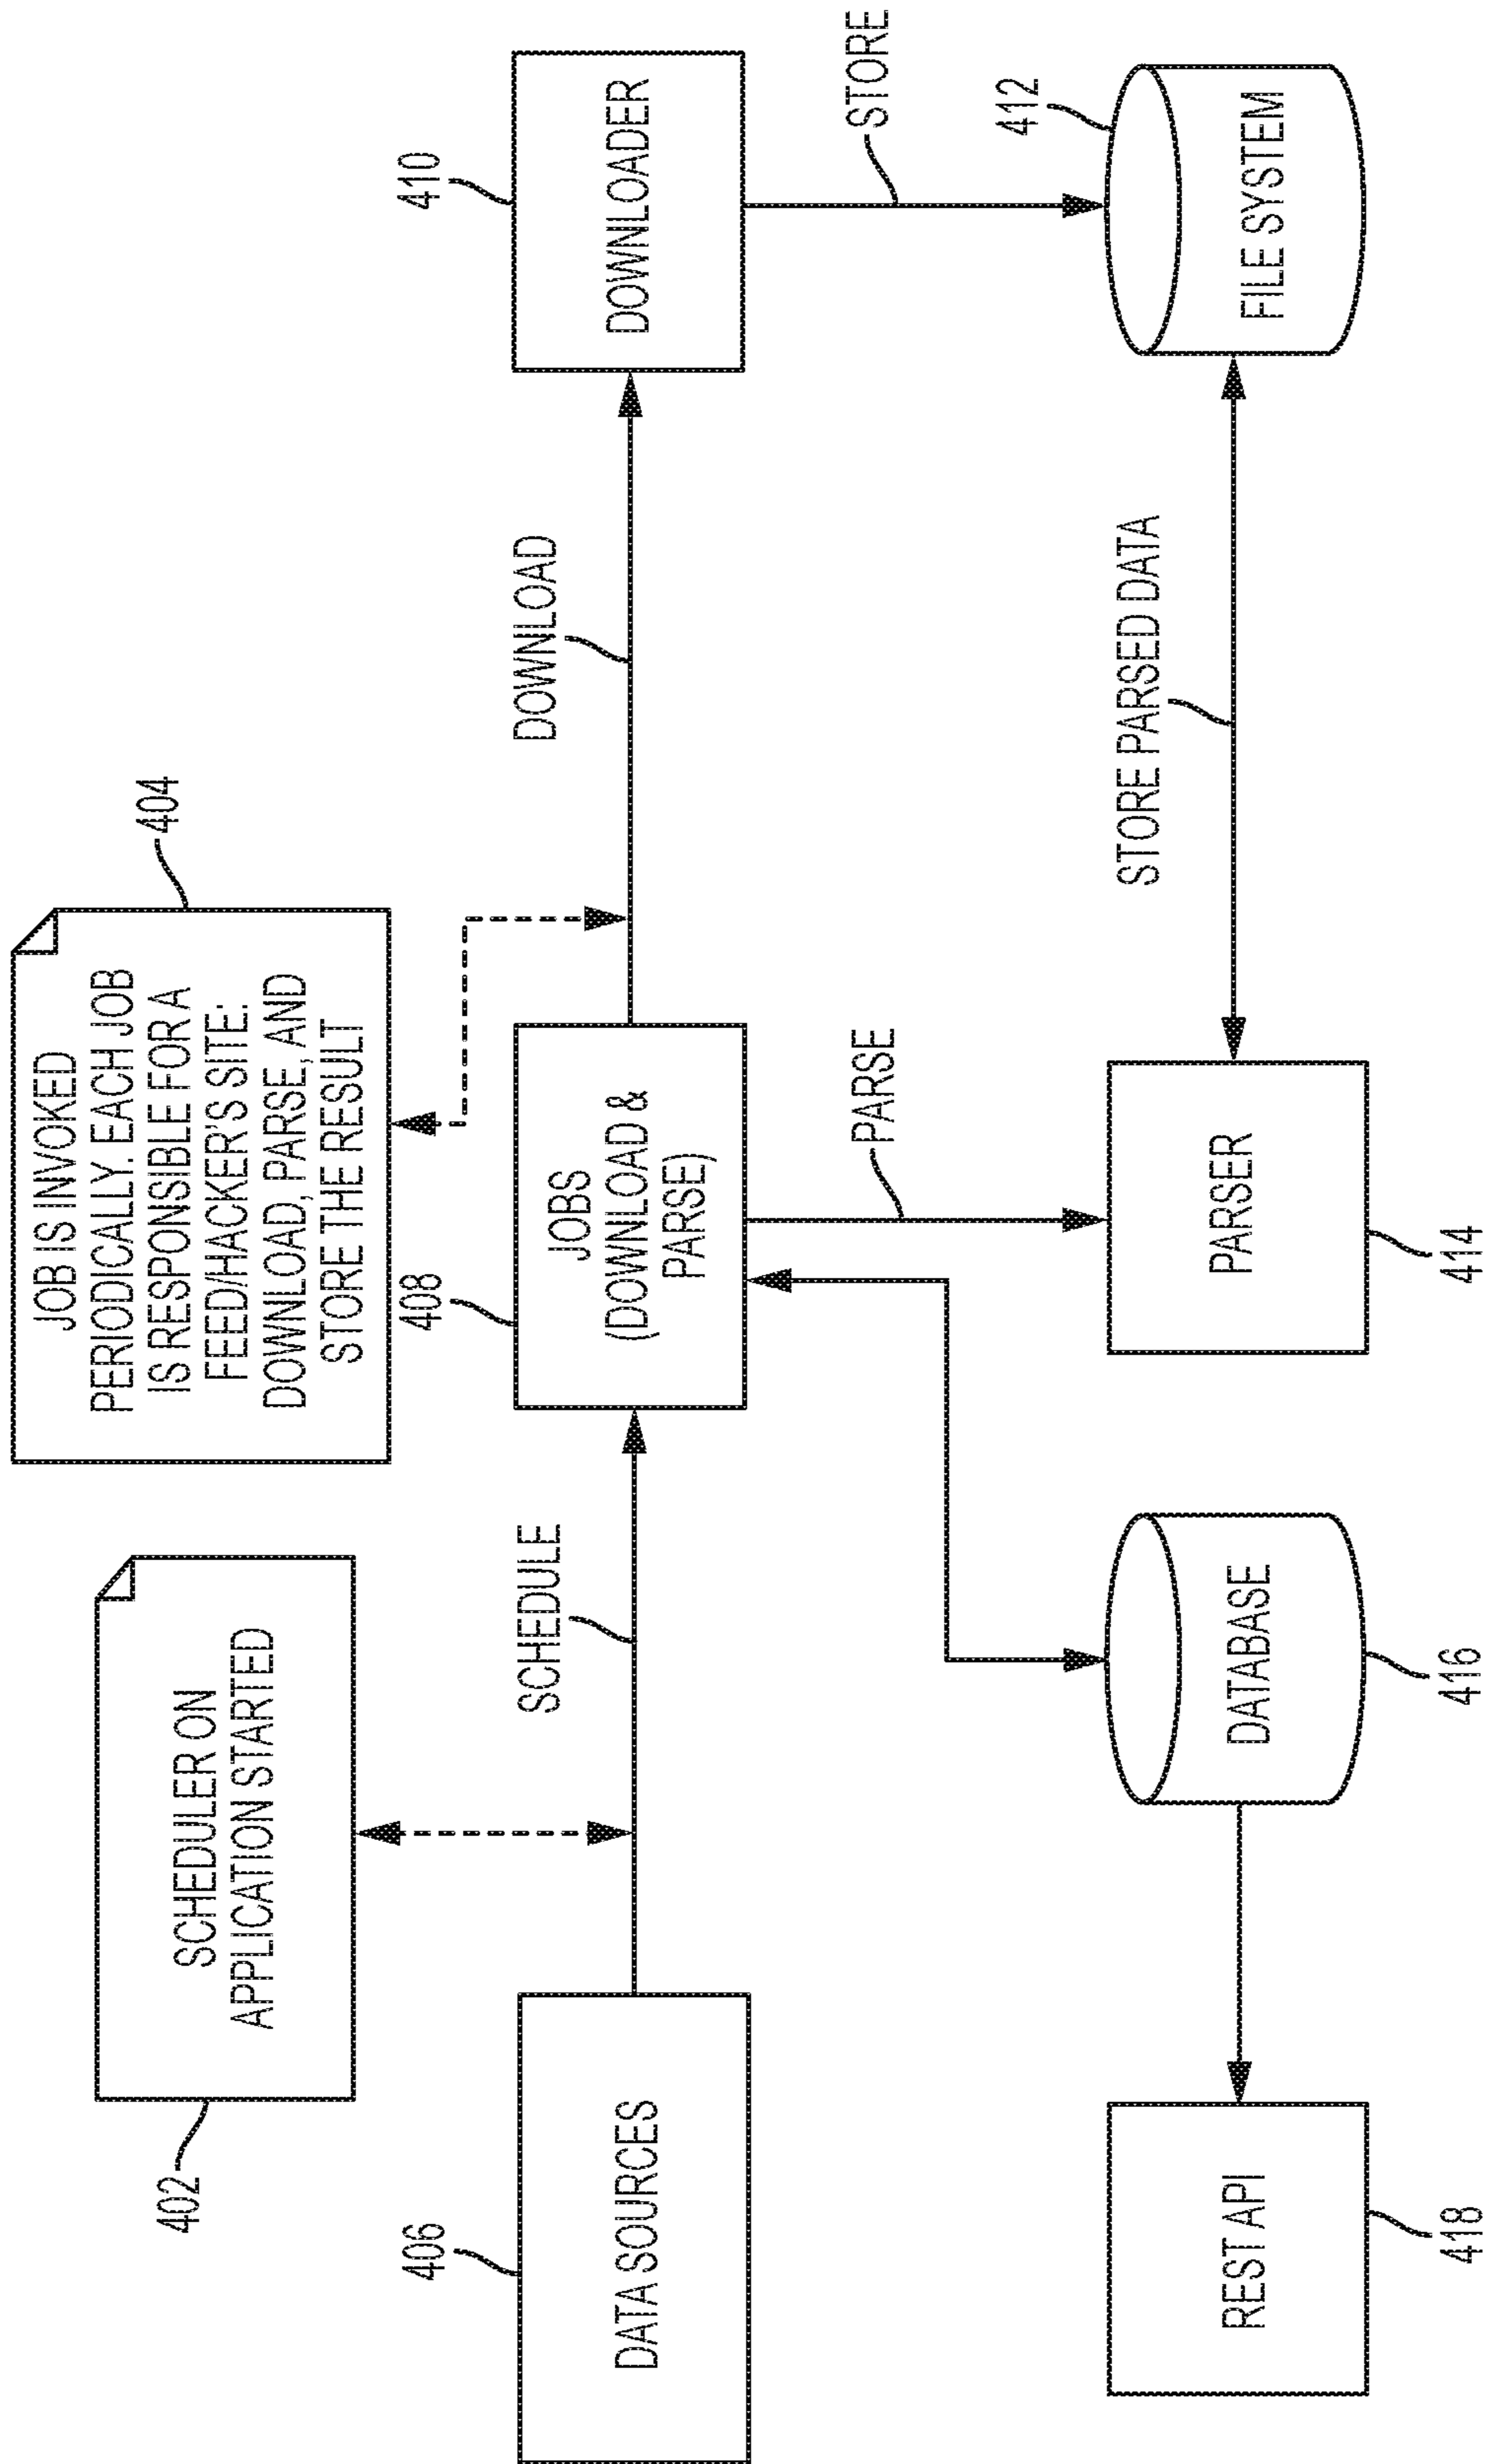 402
SCHEDULER ON
APPLICATION STARTED
JOB IS INVOKED
PERIODICALLY. EACH JOB
IS RESPONSIBLE FOR A
FEED/HACKER'S SITE:
DOWNLOAD, PARSE, AND
STORE THE RESULT
404
406
DATA SOURCES
SCHEDULE
408
JOBS
(DOWNLOAD &
PARSE)
DOWNLOAD
410
DOWNLOADER
PARSE
STORE
REST API
418
DATABASE
416
PARSER
414
STORE PARSED DATA
412
FILE SYSTEM